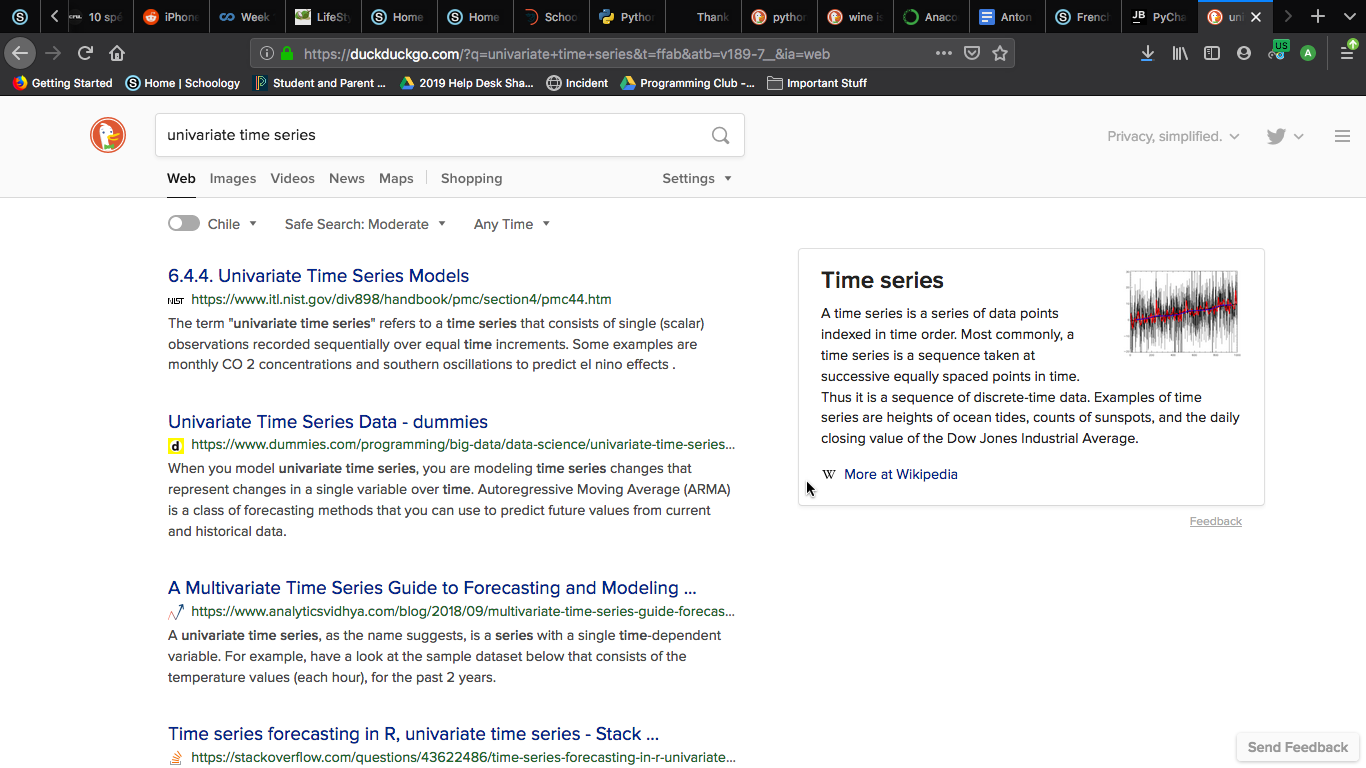 10 spé
iPhone
Week
LifeSty
Home
Home
Schoo
Python
Thank
python
wine is
Anaco
Anton
French
JB PyCha
uni
https://duckduckgo.com/?q=univariate+time+series&t=ffab&atb=v189-7__&ia=web
US
A
Getting Started
Home | Schoology
Student and Parent ...
2019 Help Desk Sha...
Incident
Programming Club -...
Important Stuff
univariate time series
Privacy, simplified.
Web Images Videos News Maps Shopping Settings
Chile Safe Search: Moderate Any Time
6.4.4. Univariate Time Series Models
NIST https://www.itl.nist.gov/div898/handbook/pmc/section4/pmc44.htm
The term "univariate time series" refers to a time series that consists of single (scalar)
observations recorded sequentially over equal time increments. Some examples are
monthly CO 2 concentrations and southern oscillations to predict el nino effects .
Univariate Time Series Data - dummies
d https://www.dummies.com/programming/big-data/data-science/univariate-time-series...
When you model univariate time series, you are modeling time series changes that
represent changes in a single variable over time. Autoregressive Moving Average (ARMA)
is a class of forecasting methods that you can use to predict future values from current
and historical data.
A Multivariate Time Series Guide to Forecasting and Modeling ...
https://www.analyticsvidhya.com/blog/2018/09/multivariate-time-series-guide-forecas...
A univariate time series, as the name suggests, is a series with a single time-dependent
variable. For example, have a look at the sample dataset below that consists of the
temperature values (each hour), for the past 2 years.
Time series forecasting in R, univariate time series - Stack ...
https://stackoverflow.com/questions/43622486/time-series-forecasting-in-r-univariate...
Time series
A time series is a series of data points
indexed in time order. Most commonly, a
time series is a sequence taken at
successive equally spaced points in time.
Thus it is a sequence of discrete-time data. Examples of time
series are heights of ocean tides, counts of sunspots, and the daily
closing value of the Dow Jones Industrial Average.
W More at Wikipedia
Feedback
Send Feedback